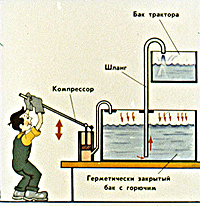 Бак трактора
Шланг
Компрессор
Герметически закрытый
бак с горючим